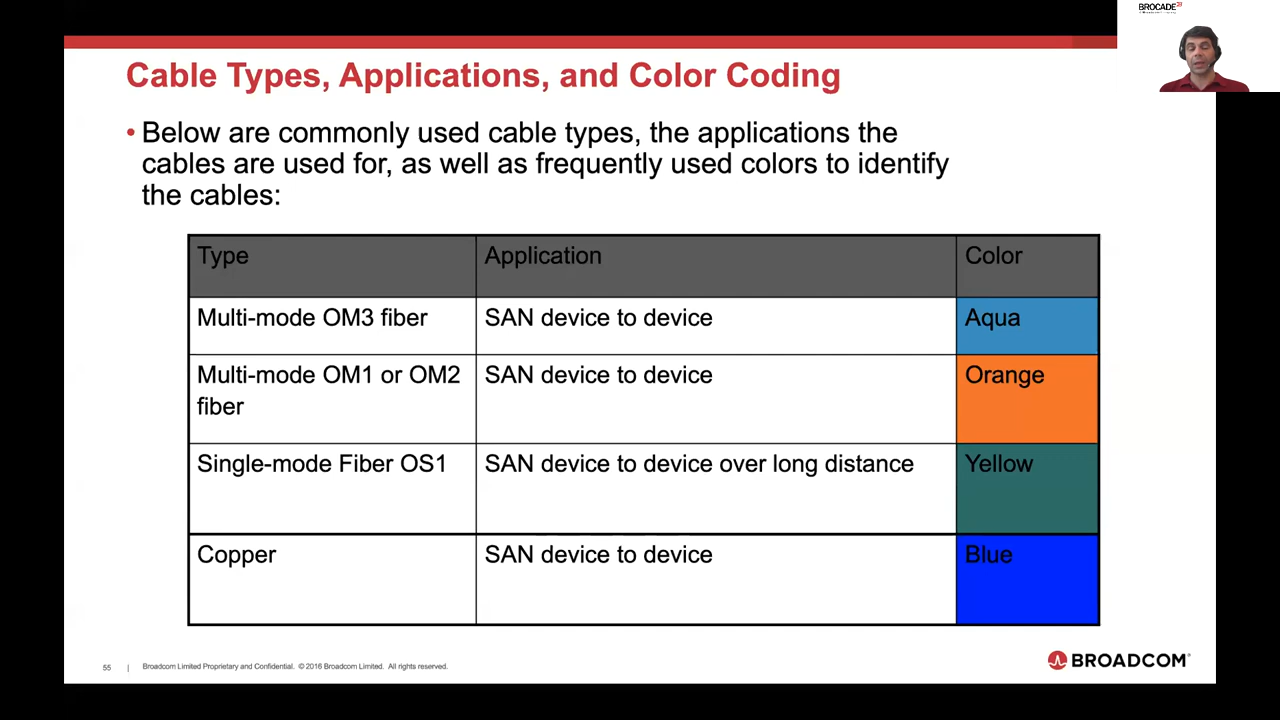 BROCADE
Cable Types, Applications, and Color Coding
• Below are commonly used cable types, the applications the
cables are used for, as well as frequently used colors to identify
the cables:
Type Application Color
Multi-mode OM3 fiber SAN device to device Aqua
Multi-mode OM1 or OM2 SAN device to device Orange
fiber
Single-mode Fiber OS1 SAN device to device over long distance Yellow
Copper SAN device to device Blue
55 | Broadcom Limited Proprietary and Confidential. © 2016 Broadcom Limited. All rights reserved.
BROADCOM®